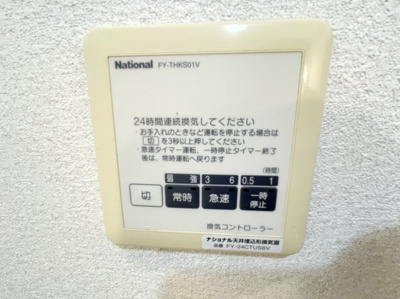 National FY-THKS01V
24時間連続換気してください
・お手入れのときなど運転を停止する場合は
切を3秒以上押してください
・急速タイマー運転、一時停止タイマー終了
後は、常時運転へ戻ります
(時間)
弱 強 3 6 0.5 1
切 常時 急速 一時停止
換気コントローラー
ナショナル天井埋込形換気扇
品番 FY-24CTUS6V